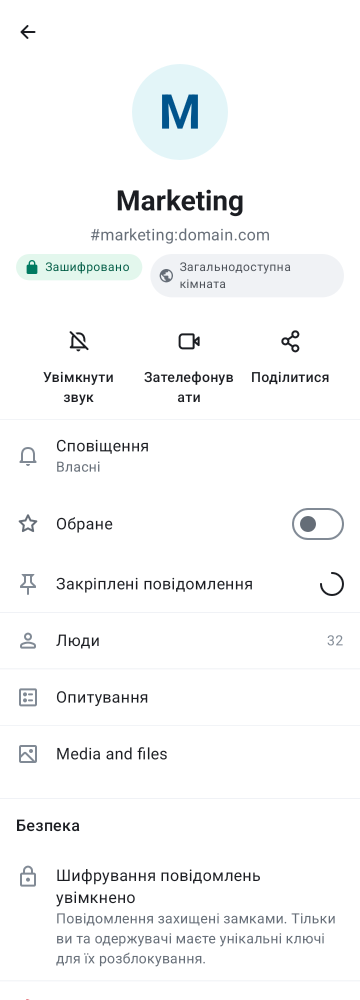 M
Marketing
#marketing:domain.com
Зашифровано
Загальнодоступна
кімната
Увімкнути
звук
Зателефонув
ати
Поділитися
Сповіщення
Власні
Обране
Закріплені повідомлення
Люди
32
Опитування
Media and files
Безпека
Шифрування повідомлень
увімкнено
Повідомлення захищені замками. Тільки
ви та одержувачі маєте унікальні ключі
для їх розблокування.